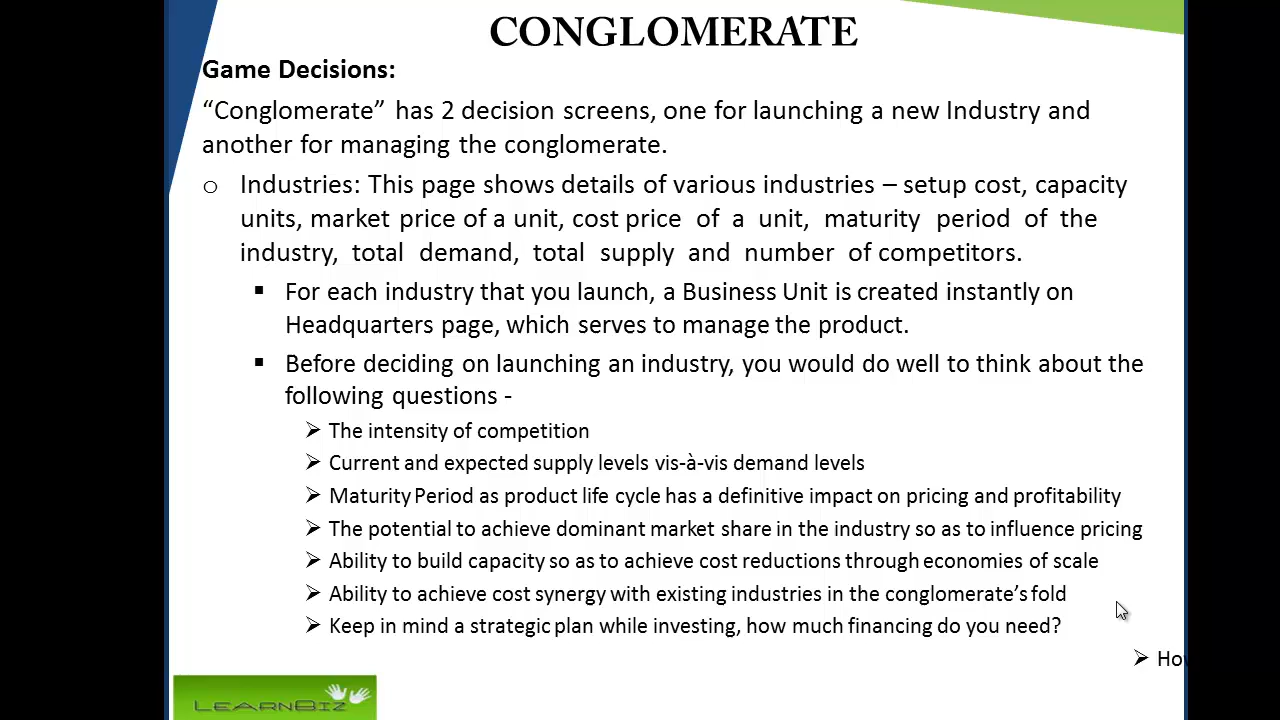 CONGLOMERATE
Game Decisions:
“Conglomerate” has 2 decision screens, one for launching a new Industry and
another for managing the conglomerate.
o Industries: This page shows details of various industries – setup cost, capacity
units, market price of a unit, cost price of a unit, maturity period of the
industry, total demand, total supply and number of competitors.
▪ For each industry that you launch, a Business Unit is created instantly on
Headquarters page, which serves to manage the product.
▪ Before deciding on launching an industry, you would do well to think about the
following questions -
➢ The intensity of competition
➢ Current and expected supply levels vis-à-vis demand levels
➢ Maturity Period as product life cycle has a definitive impact on pricing and profitability
➢ The potential to achieve dominant market share in the industry so as to influence pricing
➢ Ability to build capacity so as to achieve cost reductions through economies of scale
➢ Ability to achieve cost synergy with existing industries in the conglomerate’s fold
➢ Keep in mind a strategic plan while investing, how much financing do you need?
➢
LEARNBIZ